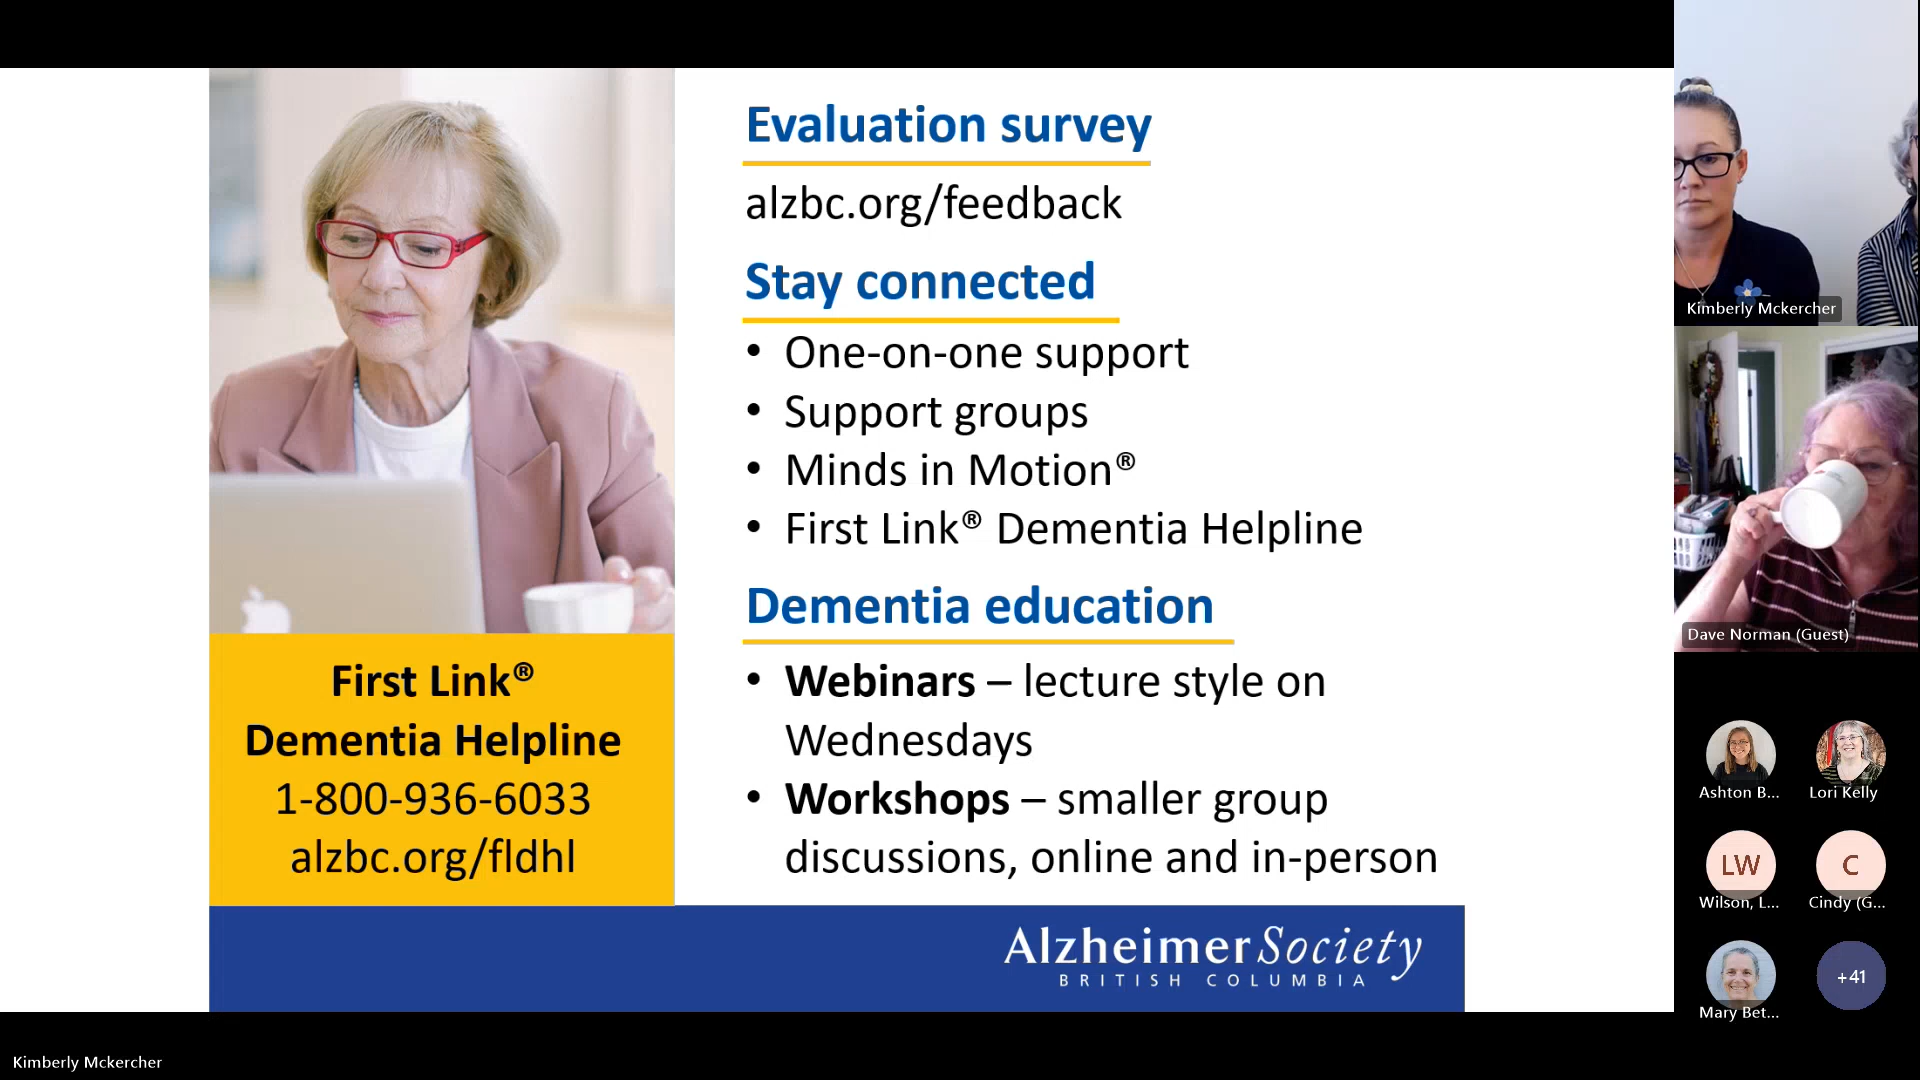 Evaluation survey
alzbc.org/feedback
Stay connected
• One-on-one support
• Support groups
• Minds in Motion®
• First Link® Dementia Helpline
Dementia education
• Webinars – lecture style on
Wednesdays
• Workshops – smaller group
discussions, online and in-person
First Link®
Dementia Helpline
1-800-936-6033
alzbc.org/fldhl
AlzheimerSociety
BRITISH COLUMBIA
Kimberly Mckercher
Dave Norman (Guest)
Ashton B...
Lori Kelly
LW
Wilson, L...
C
Cindy (G...
Mary Bet...
+41
Kimberly Mckercher